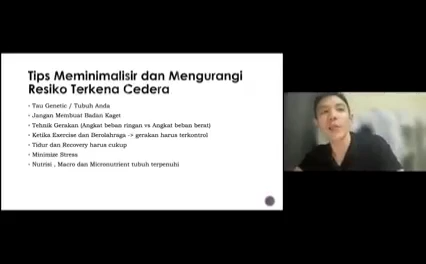 Tips Meminimalisir dan Mengurangi
Resiko Terkena Cedera
Tau Genetic / Tubuh Anda
Jangan Membuat Badan Kaget
Tehnik Gerakan (Angkat beban ringan vs Angkat beban berat)
Ketika Exercise dan Berolahraga -> gerakan harus terkontrol
Tidur dan Recovery harus cukup
Minimize Stress
Nutrisi , Macro dan Micronutrient tubuh terpenuhi